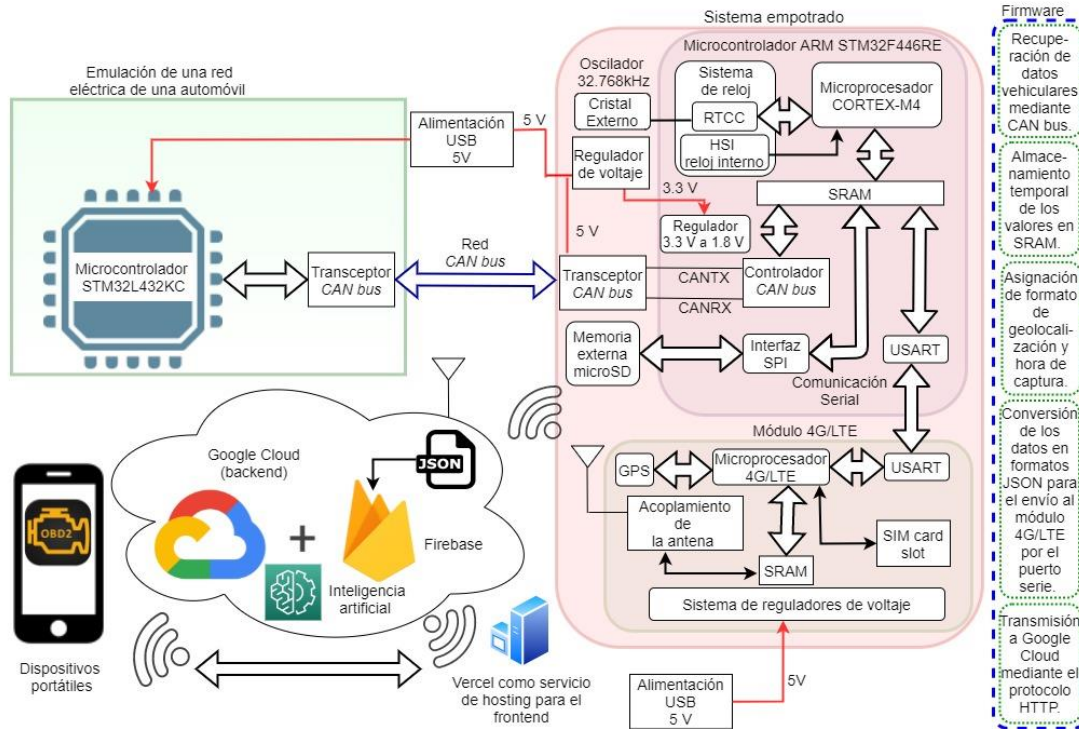 Emulación de una red
eléctrica de una automóvil
Alimentación
USB
5V
5 V
Microcontrolador
STM32L432KC
Transceptor
CAN bus
Red
CAN bus
Sistema empotrado
Microcontrolador ARM STM32F446RE
Oscilador
32.768kHz
Cristal
Externo
Sistema
de reloj
RTCC
HSI
reloj interno
Microprocesador
CORTEX-M4
Regulador
de voltaje
3.3 V
5 V
Regulador
3.3 V a 1.8 V
SRAM
Transceptor
CAN bus
CANTX
CANRX
Controlador
CAN bus
Memoria
externa
microSD
Interfaz
SPI
USART
Comunicación
Serial
Módulo 4G/LTE
GPS
Microprocesador
4G/LTE
USART
Acoplamiento
de
la antena
SRAM
SIM card
slot
Sistema de reguladores de voltaje
5V
Alimentación
USB
5 V
Google Cloud
(backend)
JSON
Firebase
+
Inteligencia
artificial
OBD2
Dispositivos
portátiles
Vercel como servicio
de hosting para el
frontend
Firmware
Recupe-
ración de
datos
vehiculares
mediante
CAN bus.
Almace-
namiento
temporal
de los
valores en
SRAM.
Asignación
de formato
de
geolocali-
zación y
hora de
captura.
Conversión
de los
datos en
formatos
JSON para
el envío al
módulo
4G/LTE
por el
puerto
serie.
Transmisión
a Google
Cloud
mediante el
protocolo
HTTP.